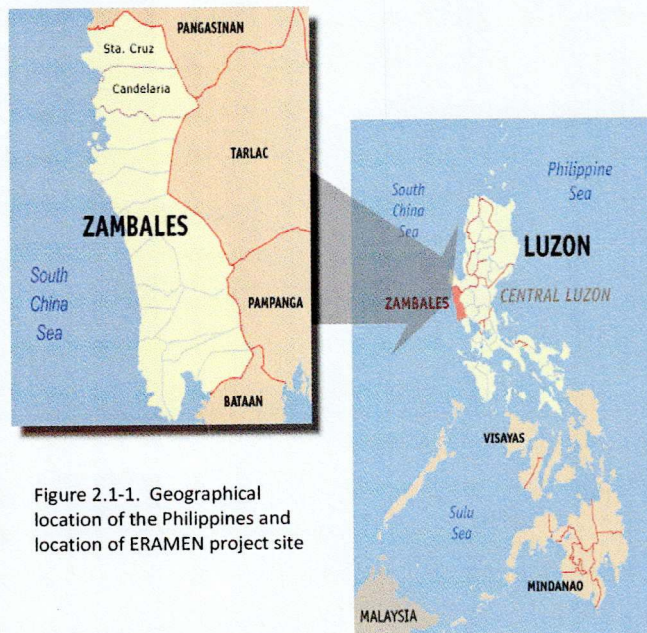 PANGASINAN
Sta. Cruz
Candelaria
TARLAC
ZAMBALES
South
China
Sea
PAMPANGA
BATAAN
Figure 2.1-1. Geographical
location of the Philippines and
location of ERAMEN project site
Philippine
Sea
South
China
Sea
LUZON
ZAMBALES
CENTRAL LUZON
VISAYAS
Sulu
Sea
MINDANAO
MALAYSIA